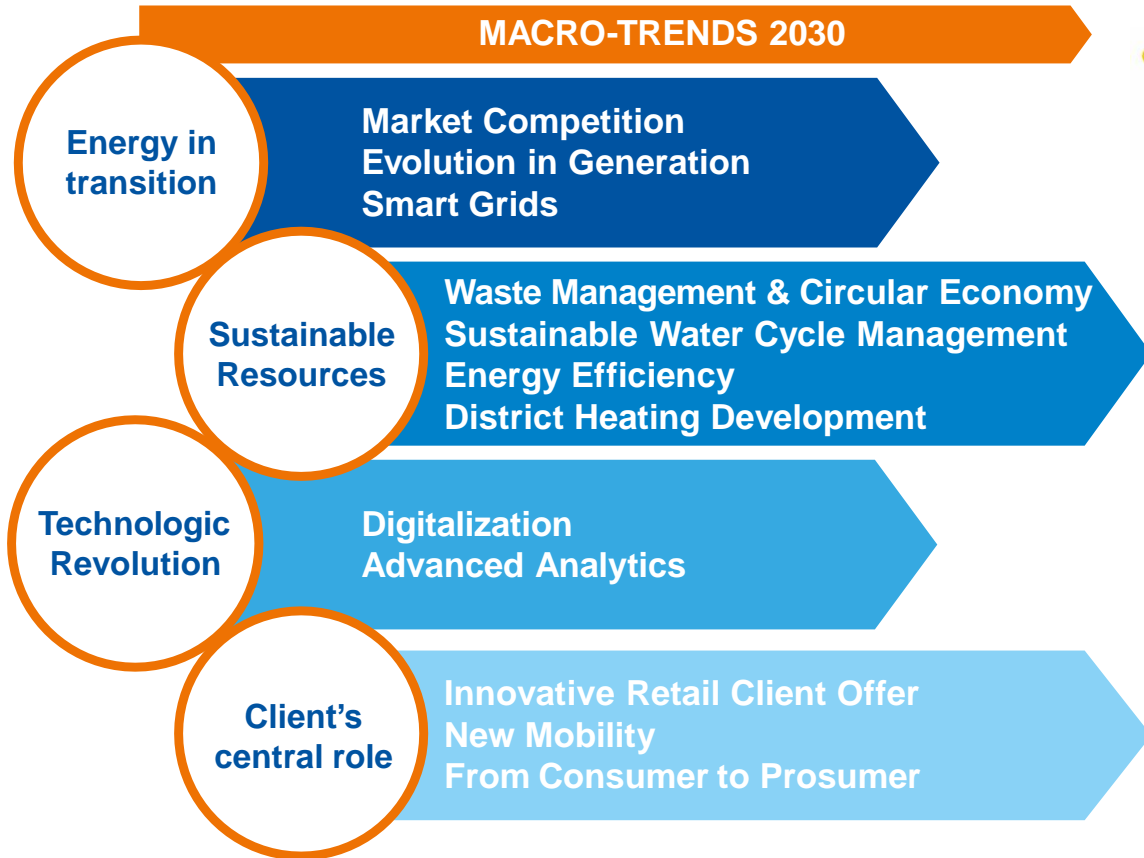 MACRO-TRENDS 2030
Energy in
transition
Market Competition
Evolution in Generation
Smart Grids
Sustainable
Resources
Waste Management & Circular Economy
Sustainable Water Cycle Management
Energy Efficiency
District Heating Development
Technologic
Revolution
Digitalization
Advanced Analytics
Client's
central role
Innovative Retail Client Offer
New Mobility
From Consumer to Prosumer